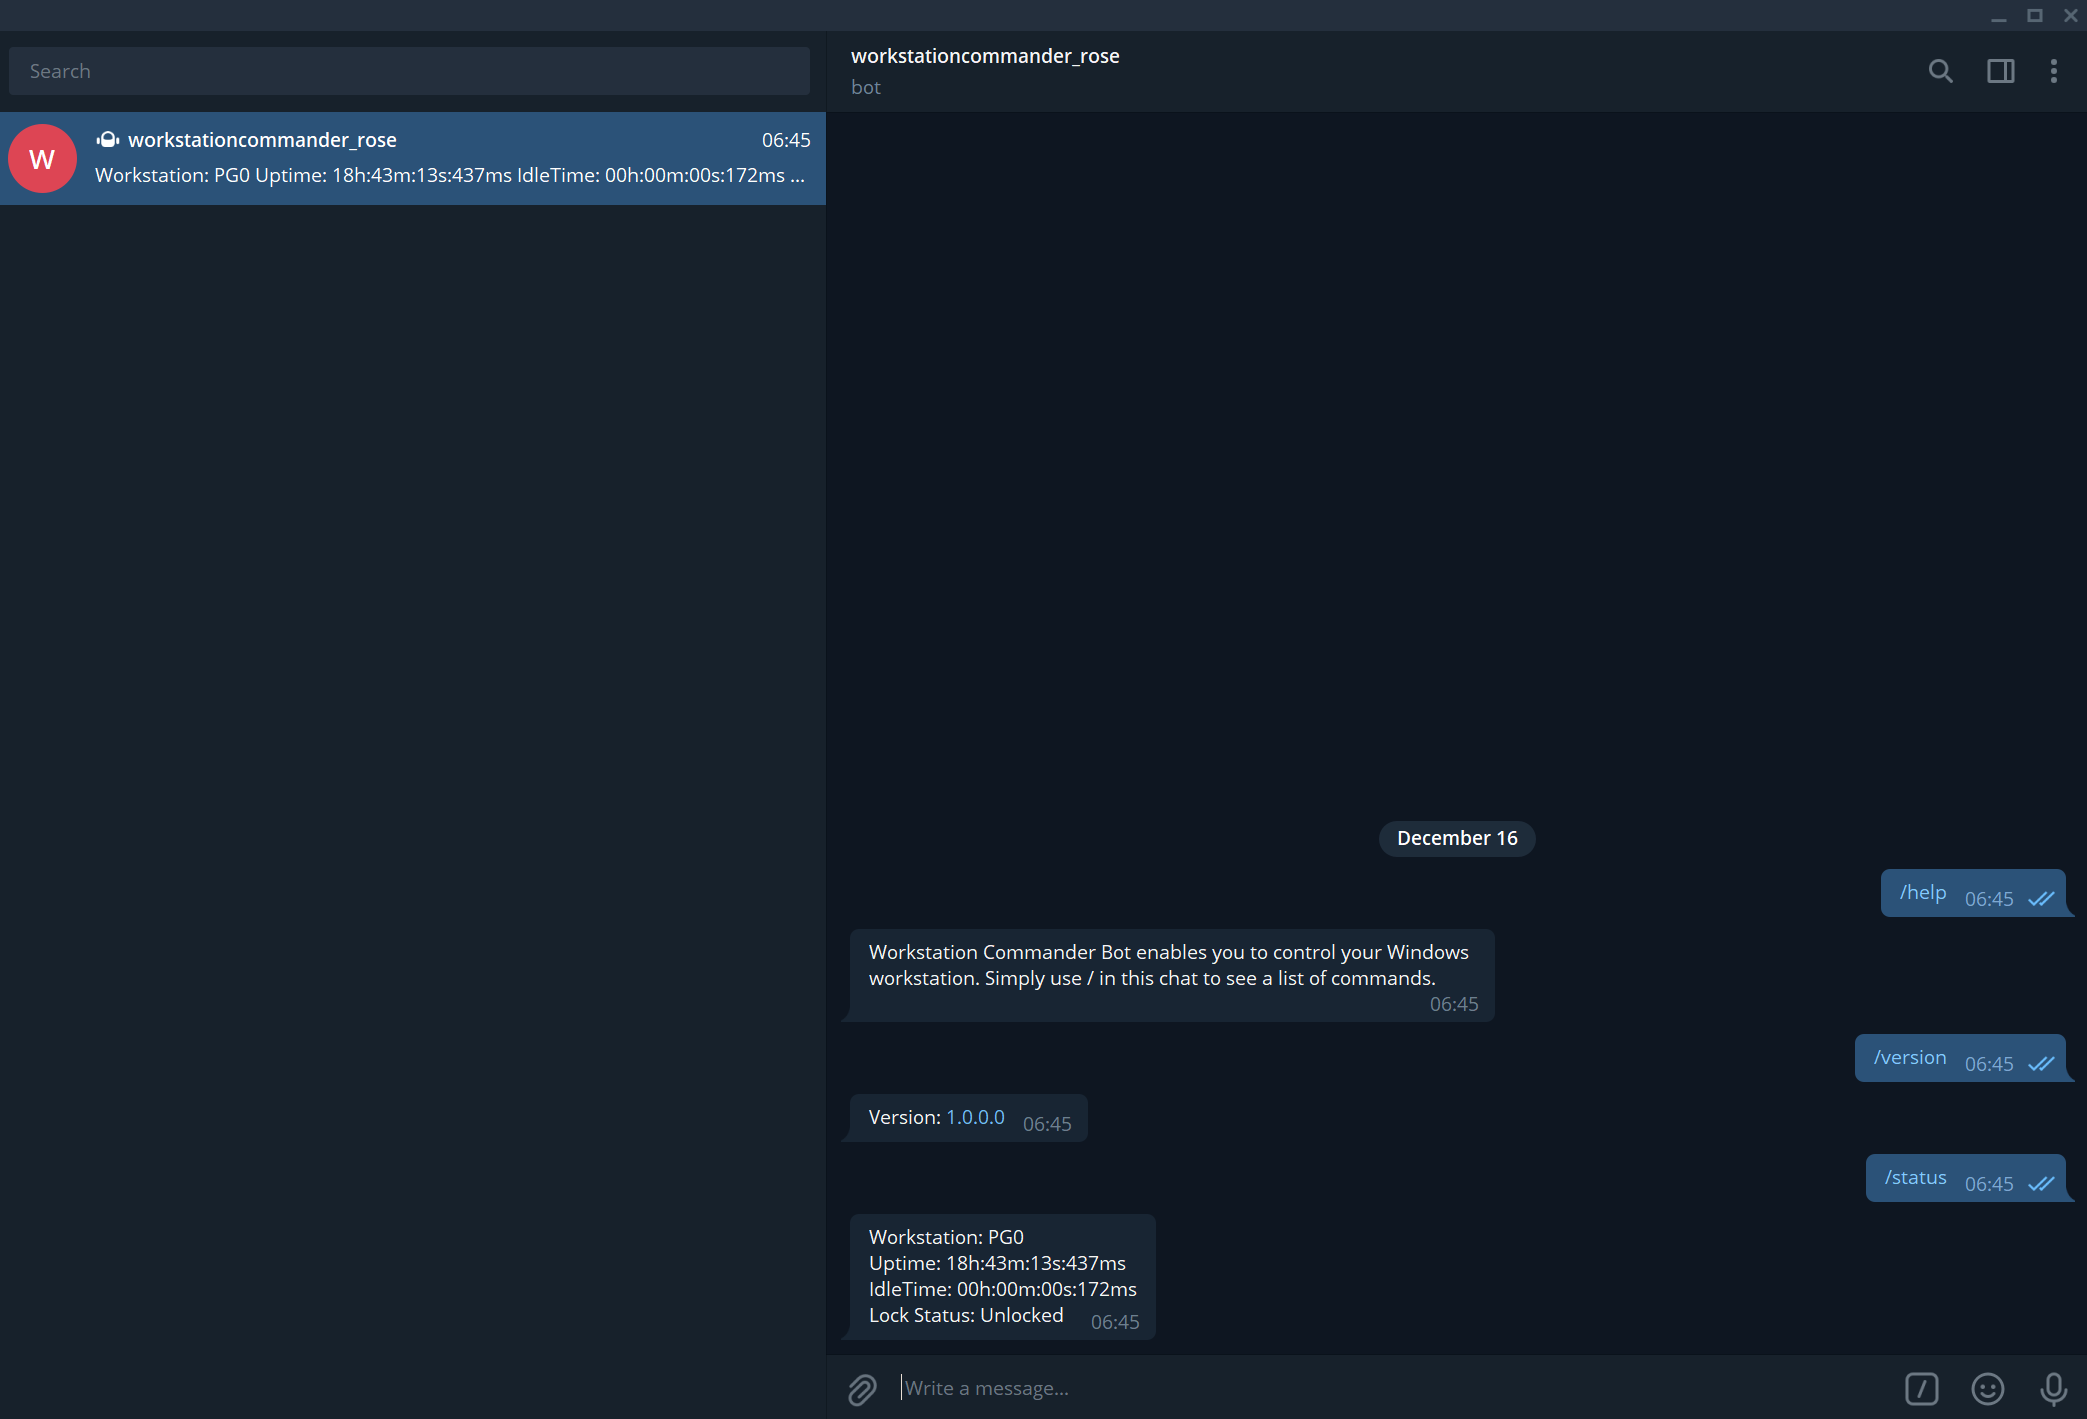 Search
W
workstationcommander_rose 06:45
Workstation: PG0 Uptime: 18h:43m:13s:437ms IdleTime: 00h:00m:00s:172ms ...
workstationcommander_rose
bot
December 16
/help 06:45
Workstation Commander Bot enables you to control your Windows
workstation. Simply use / in this chat to see a list of commands.
06:45
/version 06:45
Version: 1.0.0.0 06:45
/status 06:45
Workstation: PG0
Uptime: 18h:43m:13s:437ms
IdleTime: 00h:00m:00s:172ms
Lock Status: Unlocked 06:45
Write a message...